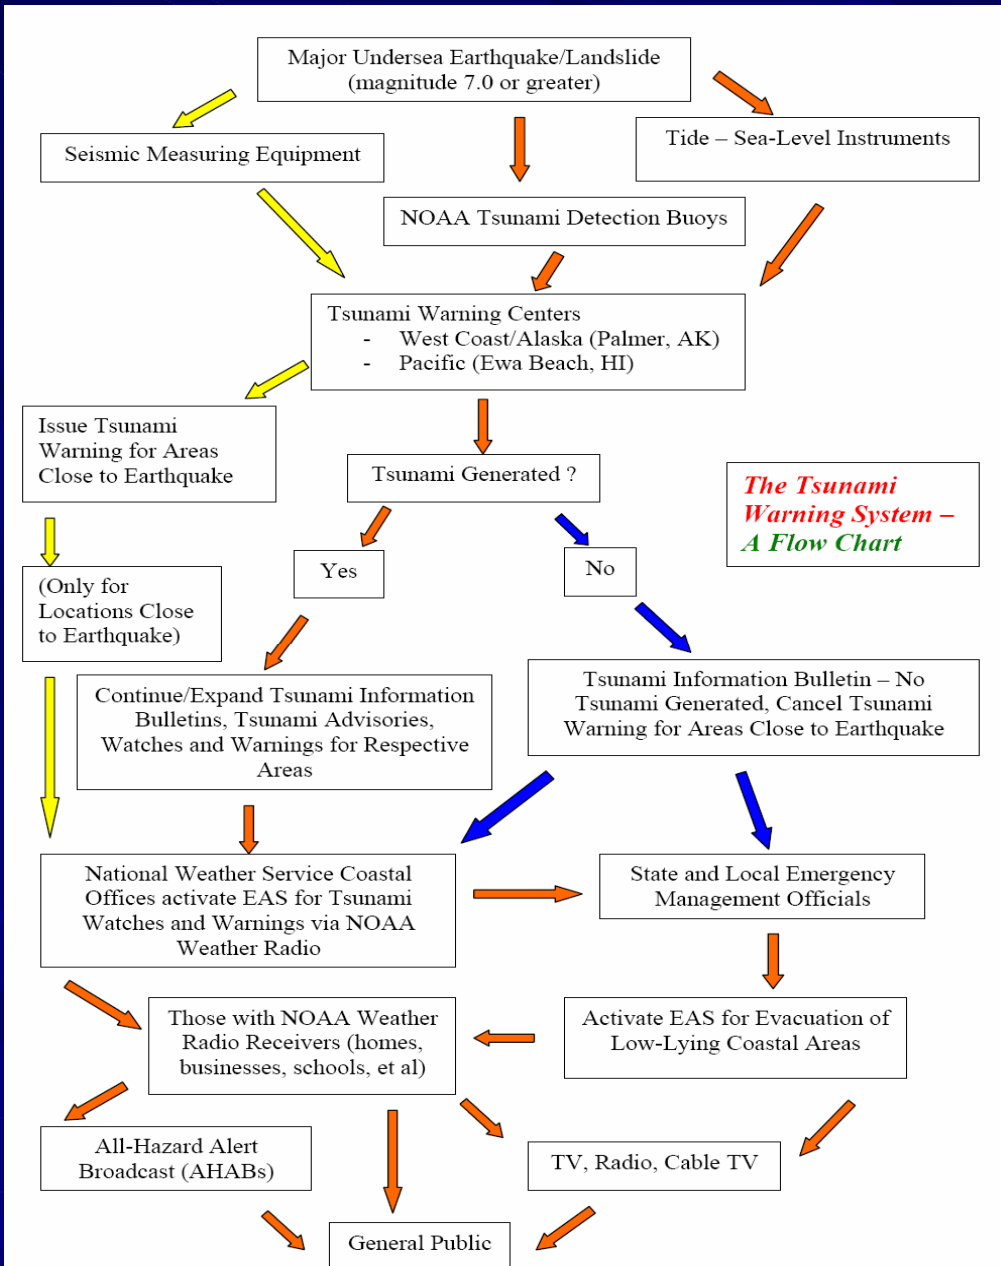 Major Undersea Earthquake/Landslide
(magnitude 7.0 or greater)
Seismic Measuring Equipment
Tide – Sea-Level Instruments
NOAA Tsunami Detection Buoys
Tsunami Warning Centers
- West Coast/Alaska (Palmer, AK)
- Pacific (Ewa Beach, HI)
Issue Tsunami
Warning for Areas
Close to Earthquake
Tsunami Generated ?
The Tsunami
Warning System –
A Flow Chart
Yes
No
(Only for
Locations Close
to Earthquake)
Continue/Expand Tsunami Information
Bulletins, Tsunami Advisories,
Watches and Warnings for Respective
Areas
Tsunami Information Bulletin – No
Tsunami Generated, Cancel Tsunami
Warning for Areas Close to Earthquake
National Weather Service Coastal
Offices activate EAS for Tsunami
Watches and Warnings via NOAA
Weather Radio
State and Local Emergency
Management Officials
Those with NOAA Weather
Radio Receivers (homes,
businesses, schools, et al)
Activate EAS for Evacuation of
Low-Lying Coastal Areas
All-Hazard Alert
Broadcast (AHABs)
TV, Radio, Cable TV
General Public